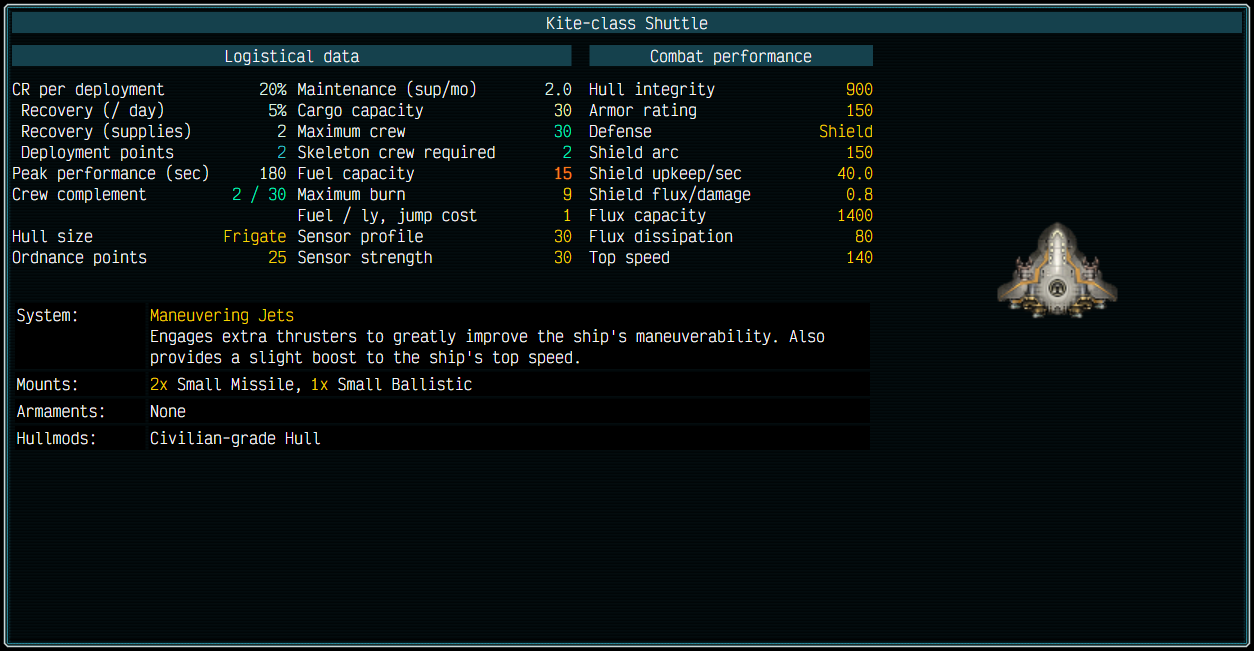 Kite-class Shuttle
Logistical data Combat performance
CR per deployment 20% Maintenance (sup/mo) 2.0 Hull integrity 900
Recovery (/ day) 5% Cargo capacity 30 Armor rating 150
Recovery (supplies) 2 Maximum crew 30 Defense Shield
Deployment points 2 Skeleton crew required 2 Shield arc 150
Peak performance (sec) 180 Fuel capacity 15 Shield upkeep/sec 40.0
Crew complement 2 / 30 Maximum burn 9 Shield flux/damage 0.8
Fuel / ly, jump cost 1 Flux capacity 1400
Hull size Frigate Sensor profile 30 Flux dissipation 80
Ordnance points 25 Sensor strength 30 Top speed 140
System: Maneuvering Jets
Engages extra thrusters to greatly improve the ship's maneuverability. Also
provides a slight boost to the ship's top speed.
Mounts: 2x Small Missile, 1x Small Ballistic
Armaments: None
Hullmods: Civilian-grade Hull